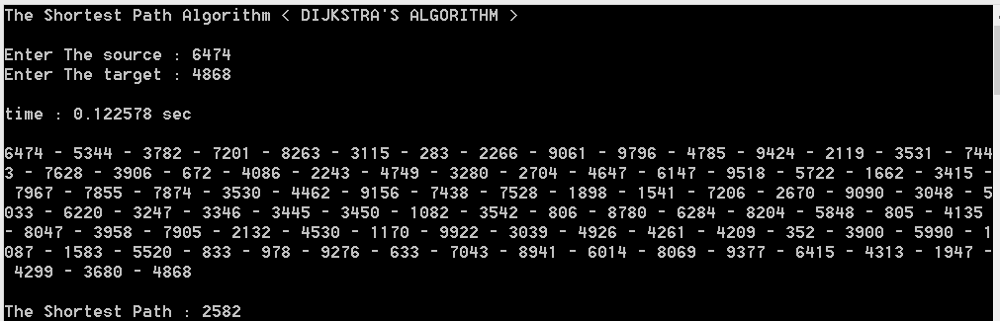 The Shortest Path Algorithm < DIJKSTRA'S ALGORITHM >
Enter The source : 6474
Enter The target : 4868
time : 0.122578 sec
6474 - 5344 - 3782 - 7201 - 8263 - 3115 - 283 - 2266 - 9061 - 9796 - 4785 - 9424 - 2119 - 3531 - 744
3 - 7628 - 3906 - 672 - 4086 - 2243 - 4749 - 3280 - 2704 - 4647 - 6147 - 9518 - 5722 - 1662 - 3415 -
7967 - 7855 - 7874 - 3530 - 4462 - 9156 - 7438 - 7528 - 1898 - 1541 - 7206 - 2670 - 9090 - 3048 - 5
033 - 6220 - 3247 - 3346 - 3445 - 3450 - 1082 - 3542 - 806 - 8780 - 6284 - 8204 - 5848 - 805 - 4135
- 8047 - 3958 - 7905 - 2132 - 4530 - 1170 - 9922 - 3039 - 4926 - 4261 - 4209 - 352 - 3900 - 5990 - 1
087 - 1583 - 5520 - 833 - 978 - 9276 - 633 - 7043 - 8941 - 6014 - 8069 - 9377 - 6415 - 4313 - 1947 -
4299 - 3680 - 4868
The Shortest Path : 2582